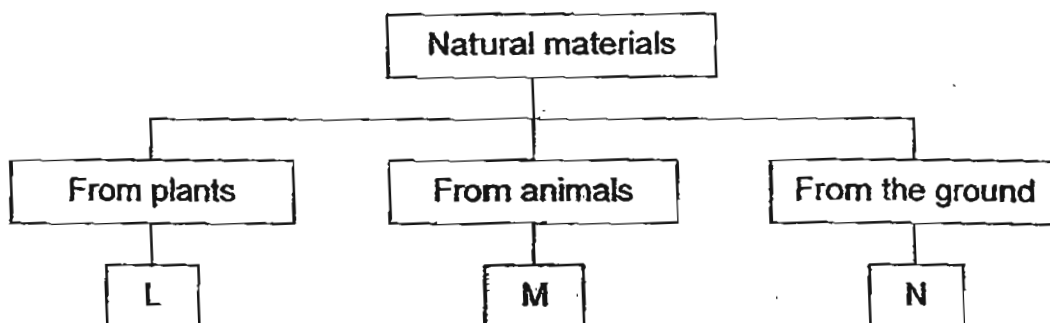 Natural materials
From plants
From animals
From the ground
L
M
N